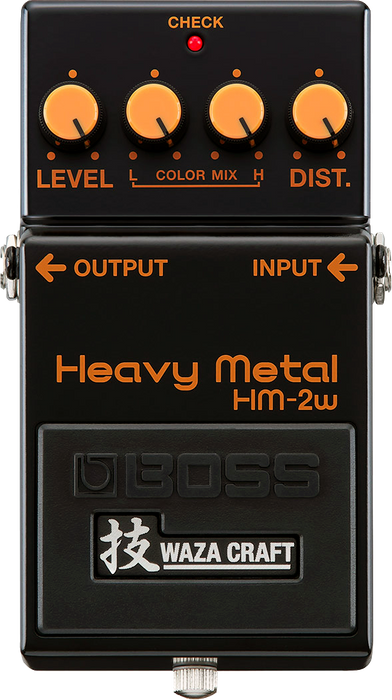 CHECK
LEVEL L COLOR MIX H DIST.
← OUTPUT INPUT ←
Heavy Metal
HM-2w
BOSS
技 WAZA CRAFT